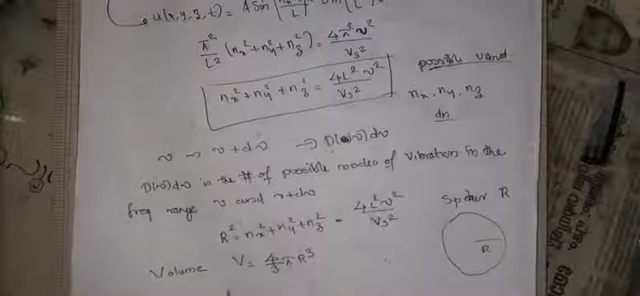 u(x,y,z,t) = A sin
π²/L² (nx² + ny² + nz²) = 4π²ν²/Vs²
nx² + ny² + nz² = 4L²ν²/Vs²
possible
nx, ny, nz
dn
ν → ν + dν → D(ν)dν
D(ν)dν is the # of possible modes of vibration in the
freq range ν and ν+dν
R² = nx² + ny² + nz² = 4L²ν²/Vs²
R
R
Volume V = 4/3 π R³